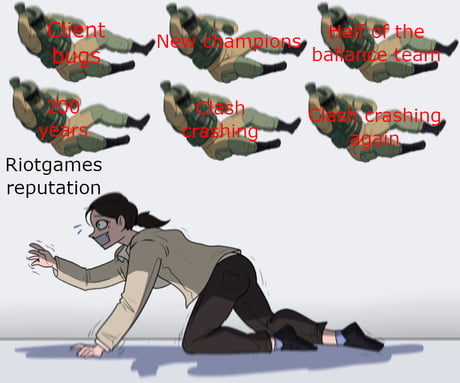 Client
bugs
New champions
Half of the
ballance team
200
years
Clash
crashing
Clash crashing
again
Riotgames
reputation